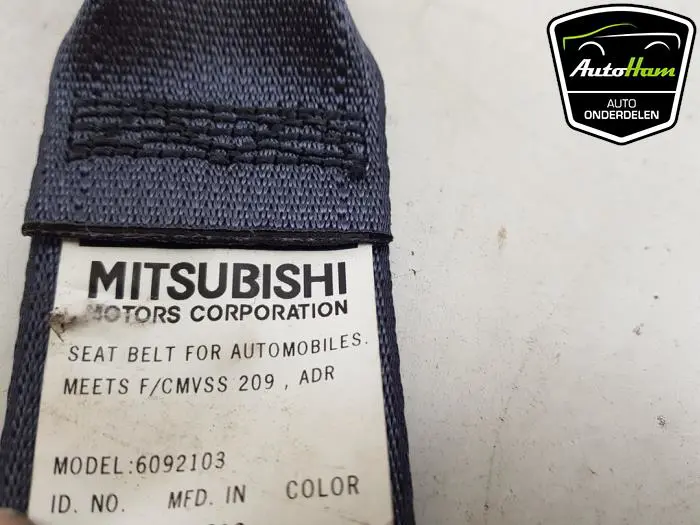 AutoHam
AUTO
ONDERDELEN
MITSUBISHI
MOTORS CORPORATION
SEAT BELT FOR AUTOMOBILES.
MEETS F/CMVSS 209 , ADR
MODEL:6092103
ID. NO. MFD. IN COLOR